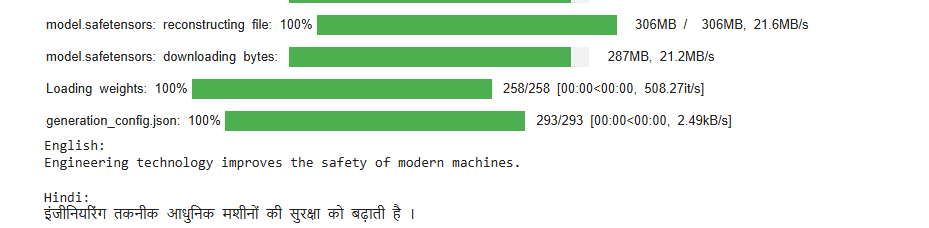 model.safetensors: reconstructing file: 100% 306MB / 306MB, 21.6MB/s
model.safetensors: downloading bytes: 287MB, 21.2MB/s
Loading weights: 100% 258/258 [00:00<00:00, 508.27it/s]
generation_config.json: 100% 293/293 [00:00<00:00, 2.49kB/s]
English:
Engineering technology improves the safety of modern machines.
Hindi:
इंजीनियरिंग तकनीक आधुनिक मशीनों की सुरक्षा को बढ़ाती है ।